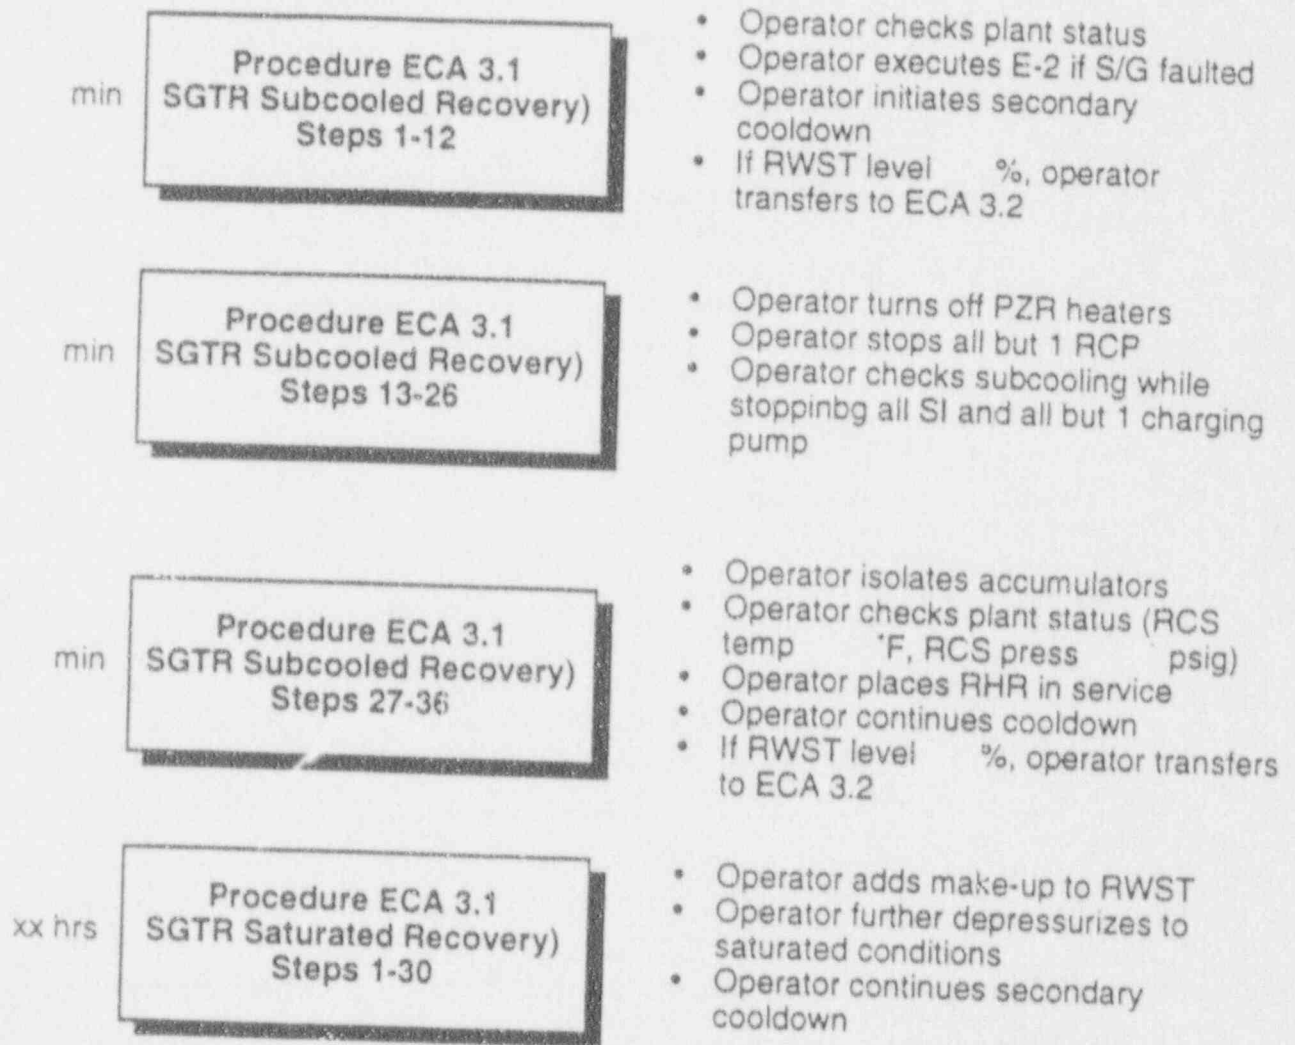 min
Procedure ECA 3.1
SGTR Subcooled Recovery)
Steps 1-12
• Operator checks plant status
• Operator executes E-2 if S/G faulted
• Operator initiates secondary
cooldown
• If RWST level %, operator
transfers to ECA 3.2
min
Procedure ECA 3.1
SGTR Subcooled Recovery)
Steps 13-26
• Operator turns off PZR heaters
• Operator stops all but 1 RCP
• Operator checks subcooling while
stoppinbg all SI and all but 1 charging
pump
min
Procedure ECA 3.1
SGTR Subcooled Recovery)
Steps 27-36
• Operator isolates accumulators
• Operator checks plant status (RCS
temp °F, RCS press psig)
• Operator places RHR in service
• Operator continues cooldown
• If RWST level %, operator transfers
to ECA 3.2
xx hrs
Procedure ECA 3.1
SGTR Saturated Recovery)
Steps 1-30
• Operator adds make-up to RWST
• Operator further depressurizes to
saturated conditions
• Operator continues secondary
cooldown